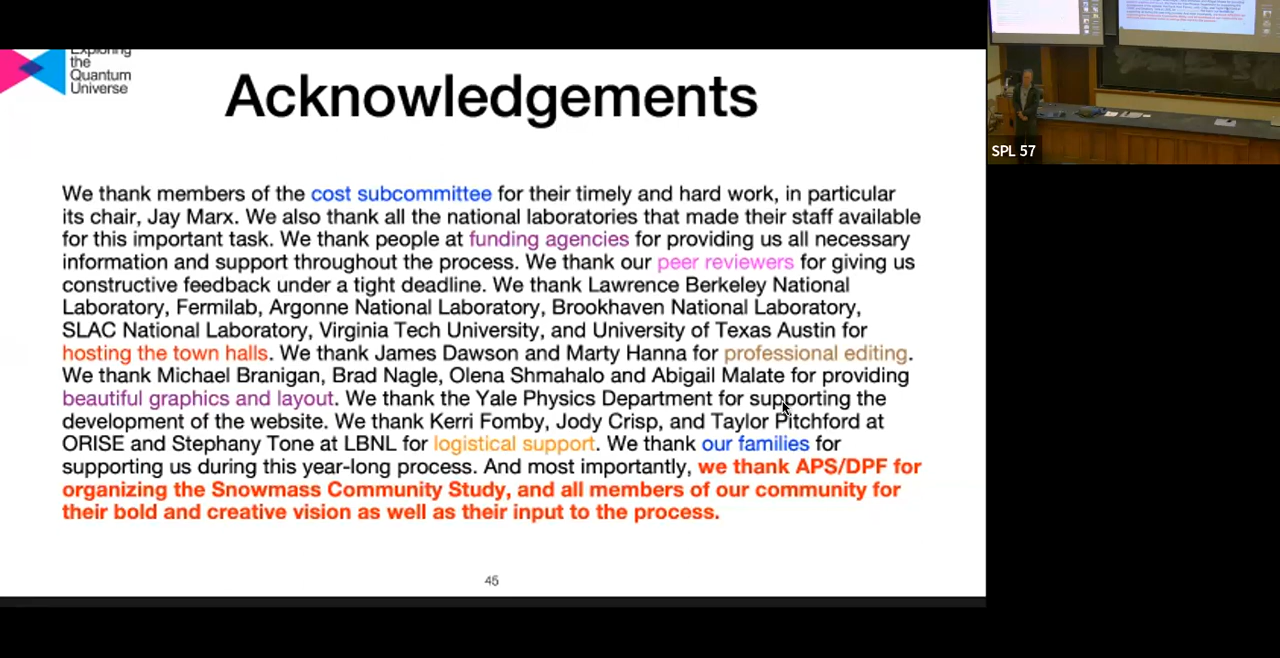 Exploring
the
Quantum
Universe
Acknowledgements
We thank members of the cost subcommittee for their timely and hard work, in particular
its chair, Jay Marx. We also thank all the national laboratories that made their staff available
for this important task. We thank people at funding agencies for providing us all necessary
information and support throughout the process. We thank our peer reviewers for giving us
constructive feedback under a tight deadline. We thank Lawrence Berkeley National
Laboratory, Fermilab, Argonne National Laboratory, Brookhaven National Laboratory,
SLAC National Laboratory, Virginia Tech University, and University of Texas Austin for
hosting the town halls. We thank James Dawson and Marty Hanna for professional editing.
We thank Michael Branigan, Brad Nagle, Olena Shmahalo and Abigail Malate for providing
beautiful graphics and layout. We thank the Yale Physics Department for supporting the
development of the website. We thank Kerri Fomby, Jody Crisp, and Taylor Pitchford at
ORISE and Stephany Tone at LBNL for logistical support. We thank our families for
supporting us during this year-long process. And most importantly, we thank APS/DPF for
organizing the Snowmass Community Study, and all members of our community for
their bold and creative vision as well as their input to the process.
45
SPL 57